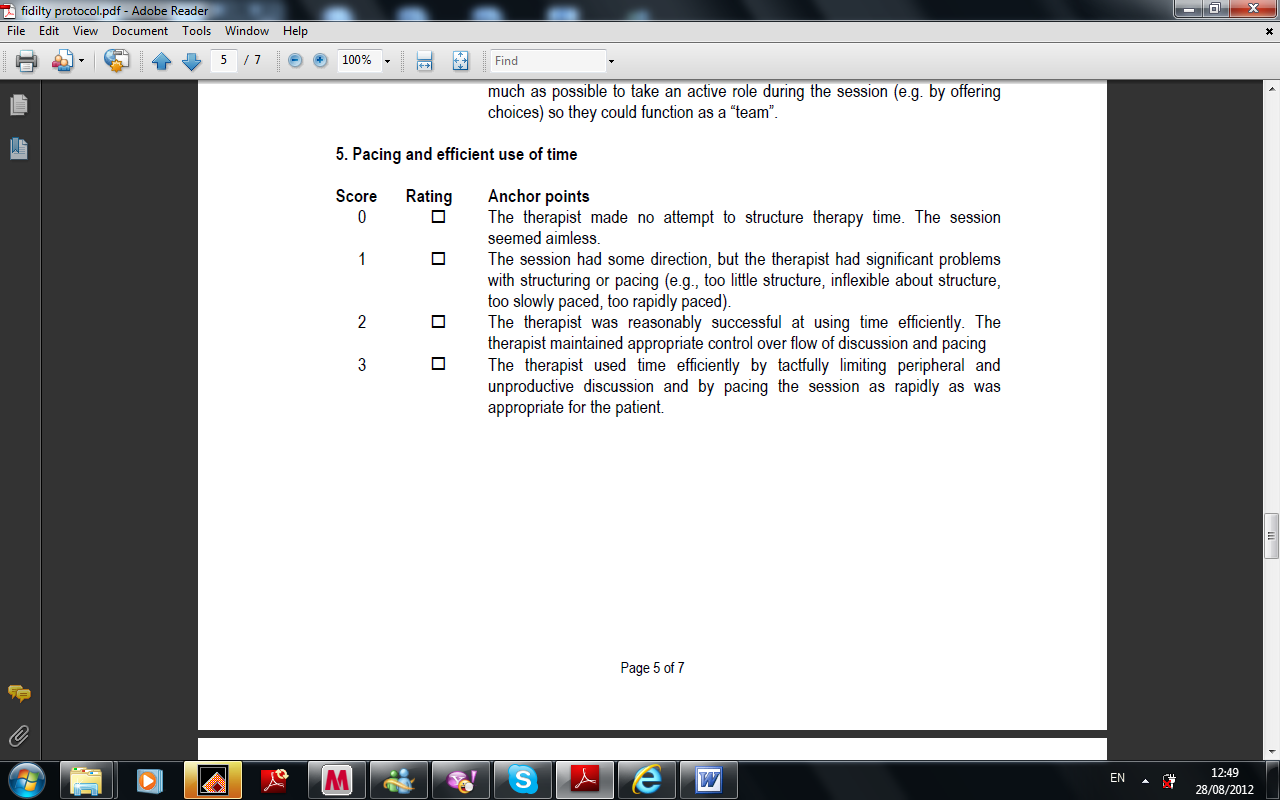 fidilty protocol.pdf - Adobe Reader
File Edit View Document Tools Window Help
5 / 7 100% Find
much as possible to take an active role during the session (e.g. by offering
choices) so they could function as a “team”.
5. Pacing and efficient use of time
Score Rating Anchor points
0 The therapist made no attempt to structure therapy time. The session
seemed aimless.
1 The session had some direction, but the therapist had significant problems
with structuring or pacing (e.g., too little structure, inflexible about structure,
too slowly paced, too rapidly paced).
2 The therapist was reasonably successful at using time efficiently. The
therapist maintained appropriate control over flow of discussion and pacing
3 The therapist used time efficiently by tactfully limiting peripheral and
unproductive discussion and by pacing the session as rapidly as was
appropriate for the patient.
Page 5 of 7
EN 12:49
28/08/2012